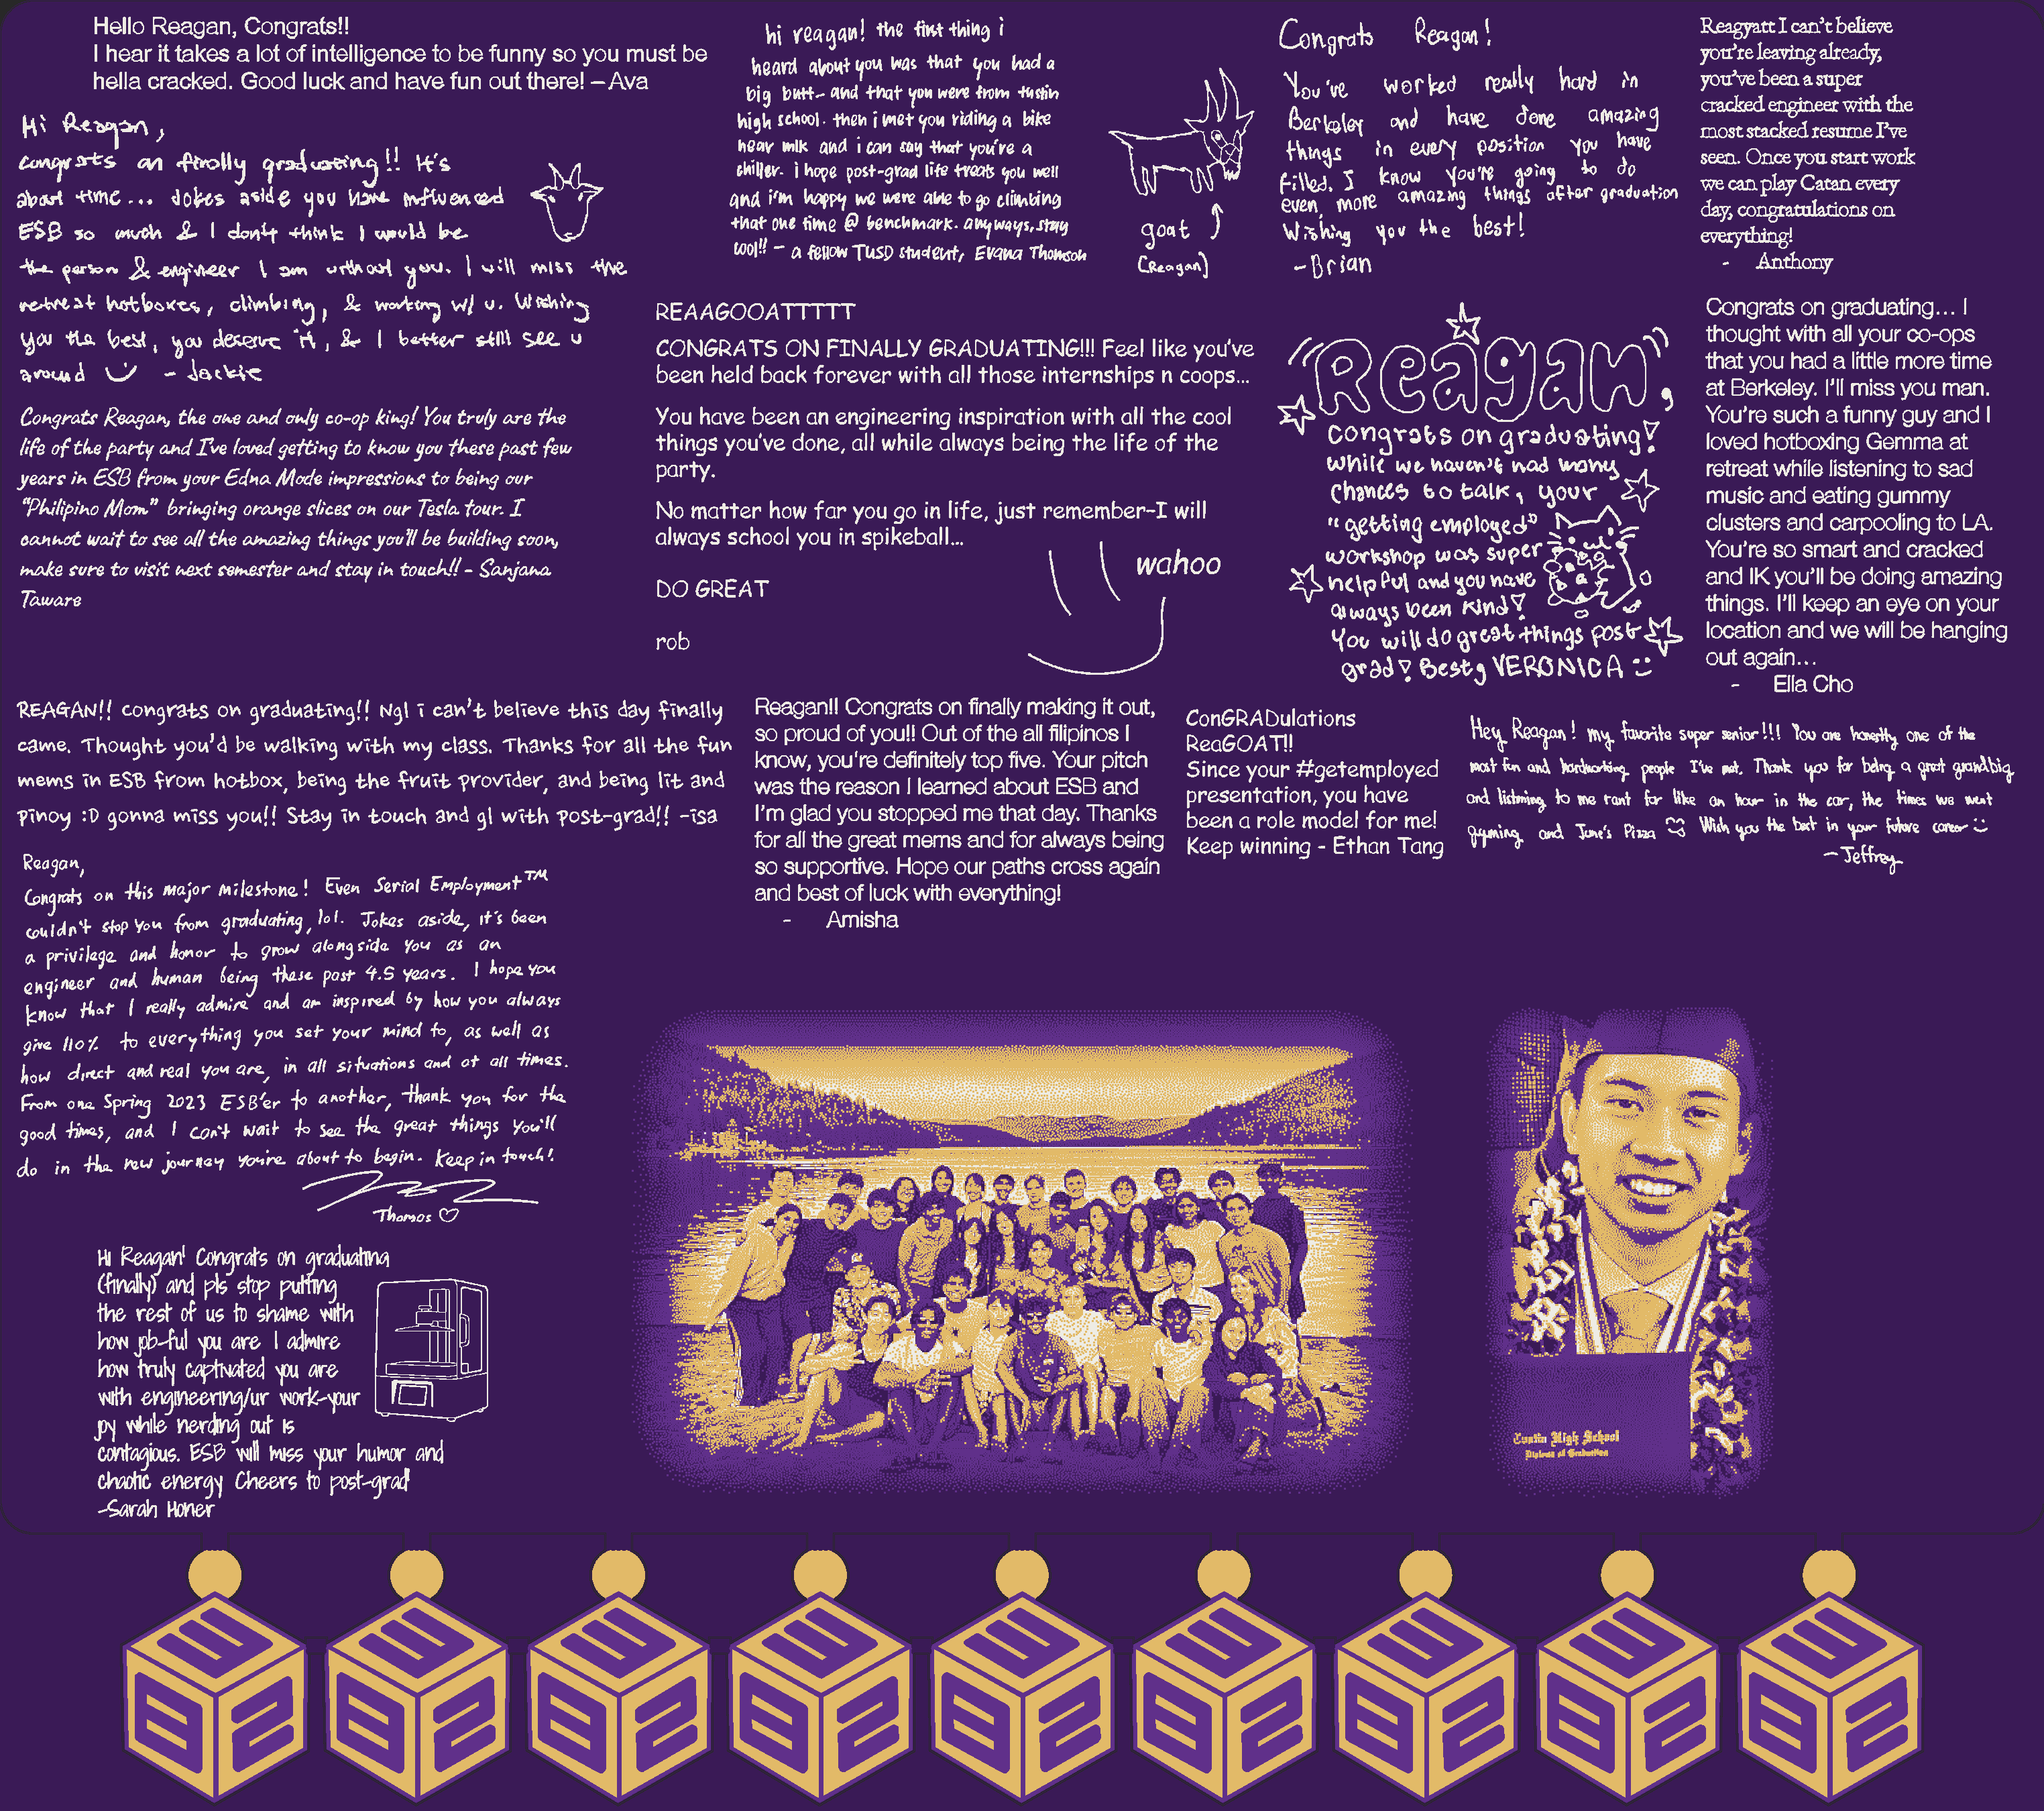 Hello Reagan, Congrats!!
I hear it takes a lot of intelligence to be funny so you must be
hella cracked. Good luck and have fun out there! – Ava
hi reagan! the first thing i
heard about you was that you had a
big butt- and that you were from tustin
high school. then i met you riding a bike
near mlk and i can say that you're a
chiller. i hope post-grad life treats you well
and i'm happy we were able to go climbing
that one time @ benchmark. anyways, stay
cool!! - a fellow TUSD student, Evana Thomson
goat
(Reagan)
Congrats Reagan!
You've worked really hard in
Berkeley and have done amazing
things in every position you have
filled. I know you're going to do
even more amazing things after graduation
Wishing you the best!
-Brian
Reagyatt I can't believe
you're leaving already,
you've been a super
cracked engineer with the
most stacked resume I've
seen. Once you start work
we can play Catan every
day, congratulations on
everything!
- Anthony
Hi Reagan,
congrats on finally graduating!! It's
about time... Jokes aside you have influenced
ESB so much & I don't think I would be
the person & engineer I am without you. I will miss the
retreat hotboxes, climbing, & working w/ u. Wishing
you the best, you deserve it, & I better still see u
around - Jackie
REAAGOOATTTTT
CONGRATS ON FINALLY GRADUATING!!! Feel like you've
been held back forever with all those internships n coops...
You have been an engineering inspiration with all the cool
things you've done, all while always being the life of the
party.
No matter how far you go in life, just remember-I will
always school you in spikeball...
wahoo
DO GREAT
rob
"Reagan",
congrats on graduating!
while we haven't had many
chances to talk, your
"getting employed"
workshop was super
helpful and you have
always been kind!
You will do great things post
grad! Best, VERONICA :)
Congrats on graduating… I
thought with all your co-ops
that you had a little more time
at Berkeley. I'll miss you man.
You're such a funny guy and I
loved hotboxing Gemma at
retreat while listening to sad
music and eating gummy
clusters and carpooling to LA.
You're so smart and cracked
and IK you'll be doing amazing
things. I'll keep an eye on your
location and we will be hanging
out again…
- Ella Cho
Congrats Reagan, the one and only co-op king! You truly are the
life of the party and I've loved getting to know you these past few
years in ESB from your Edna Mode impressions to being our
"Philipino Mom" bringing orange slices on our Tesla tour. I
cannot wait to see all the amazing things you'll be building soon,
make sure to visit next semester and stay in touch!! - Sanjana
Taware
REAGAN!! congrats on graduating!! Ngl i can't believe this day finally
came. Thought you'd be walking with my class. Thanks for all the fun
mems in ESB from hotbox, being the fruit provider, and being lit and
pinoy :D gonna miss you!! Stay in touch and gl with post-grad!! -isa
Reagan!! Congrats on finally making it out,
so proud of you!! Out of the all filipinos I
know, you're definitely top five. Your pitch
was the reason I learned about ESB and
I'm glad you stopped me that day. Thanks
for all the great mems and for always being
so supportive. Hope our paths cross again
and best of luck with everything!
- Amisha
ConGRADulations
ReaGOAT!!
Since your #getemployed
presentation, you have
been a role model for me!
Keep winning - Ethan Tang
Hey Reagan! my favorite super senior!!! You are honestly one of the
most fun and hardworking people I've met. Thank you for being a great grandbig
and listening to me rant for like an hour in the car, the times we went
gyming and June's Pizza Wish you the best in your future career :)
-Jeffrey
Reagan,
Congrats on this major milestone! Even Serial Employment™
couldn't stop you from graduating, lol. Jokes aside, it's been
a privilege and honor to grow alongside you as an
engineer and human being these past 4.5 years. I hope you
know that I really admire and am inspired by how you always
give 110% to everything you set your mind to, as well as
how direct and real you are, in all situations and at all times.
From one Spring 2023 ESB'er to another, thank you for the
good times, and I can't wait to see the great things you'll
do in the new journey you're about to begin. Keep in touch!
Thomas ♡
Hi Reagan! Congrats on graduating
(finally) and pls stop putting
the rest of us to shame with
how job-ful you are I admire
how truly captivated you are
with engineering/ur work-your
joy while nerding out is
contagious. ESB will miss your humor and
chaotic energy Cheers to post-grad!
-Sarah Honer
Tustin High School
Diploma of Graduation